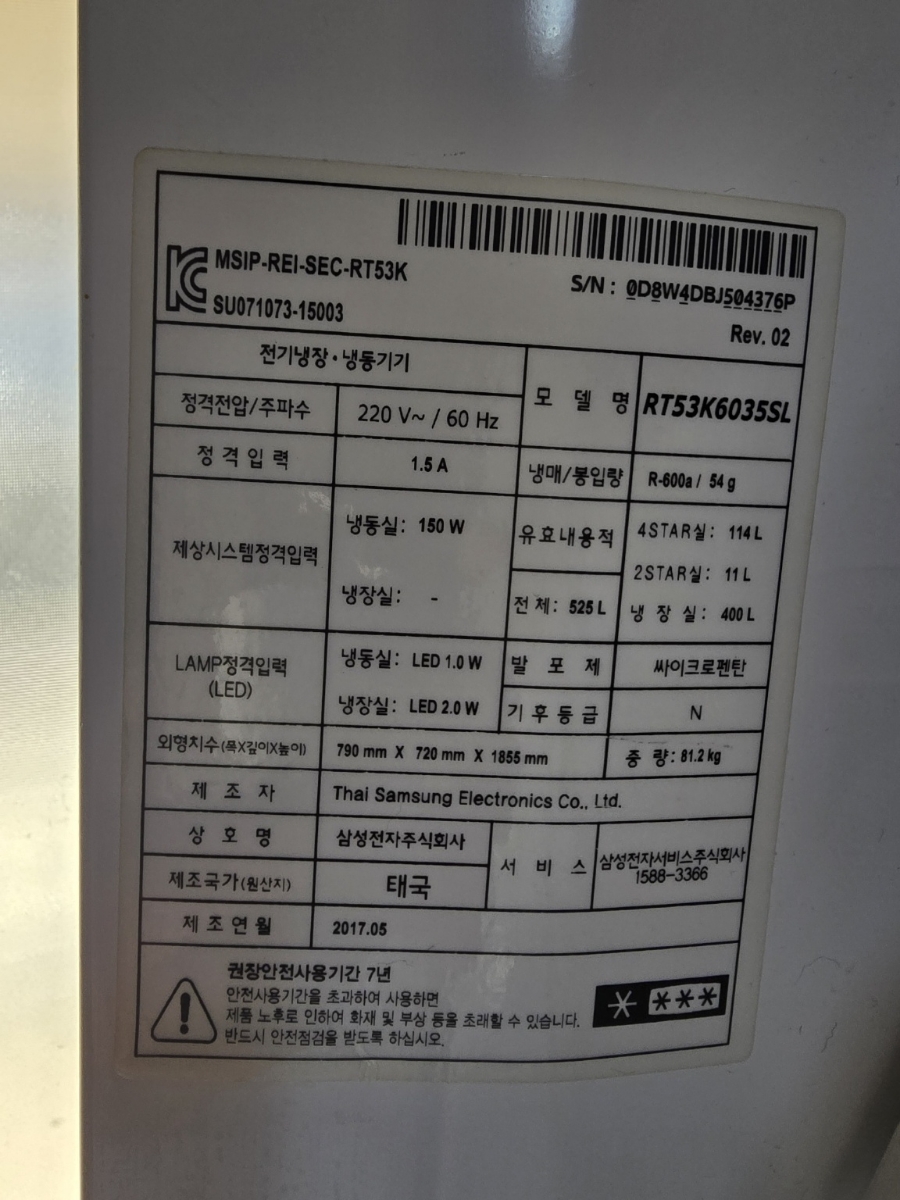 MSIP-REI-SEC-RT53K
SU071073-15003
S/N : 0D8W4DBJ504376P
Rev. 02
전기냉장·냉동기기
모 델 명
RT53K6035SL
정격전압/주파수
220 V~ / 60 Hz
정 격 입 력
1.5 A
냉매/봉입량
R-600a / 54 g
제상시스템정격입력
냉동실: 150 W
냉장실: -
유효내용적
전 체: 525 L
4STAR실: 114 L
2STAR실: 11 L
냉 장 실: 400 L
LAMP정격입력
(LED)
냉동실: LED 1.0 W
냉장실: LED 2.0 W
발 포 제
싸이크로펜탄
기 후 등 급
N
외형치수(폭X깊이X높이)
790 mm X 720 mm X 1855 mm
중 량: 81.2 kg
제 조 자
Thai Samsung Electronics Co., Ltd.
상 호 명
삼성전자주식회사
서 비 스
삼성전자서비스주식회사
1588-3366
제조국가(원산지)
태국
제 조 연 월
2017.05
권장안전사용기간 7년
안전사용기간을 초과하여 사용하면
제품 노후로 인하여 화재 및 부상 등을 초래할 수 있습니다.
반드시 안전점검을 받도록 하십시오.